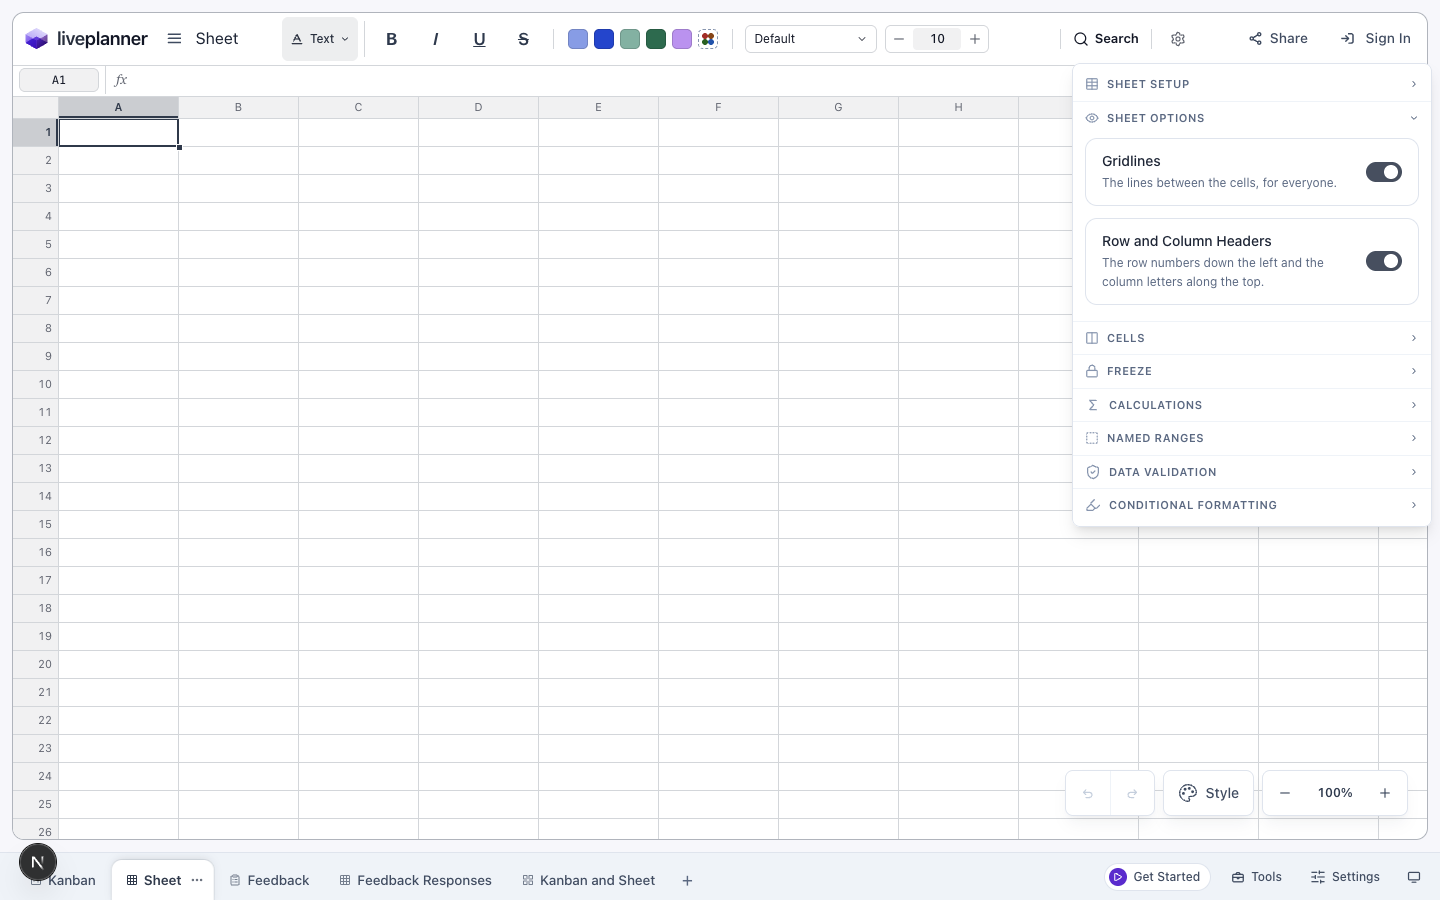 liveplanner
Sheet
Text
B
I
U
S
Default
10
Search
Share
Sign In
A1
fx
A B C D E F G H
1
2
3
4
5
6
7
8
9
10
11
12
13
14
15
16
17
18
19
20
21
22
23
24
25
26
SHEET SETUP
SHEET OPTIONS
Gridlines
The lines between the cells, for everyone.
Row and Column Headers
The row numbers down the left and the
column letters along the top.
CELLS
FREEZE
CALCULATIONS
NAMED RANGES
DATA VALIDATION
CONDITIONAL FORMATTING
Style
100%
N
Kanban
Sheet
Feedback
Feedback Responses
Kanban and Sheet
Get Started
Tools
Settings